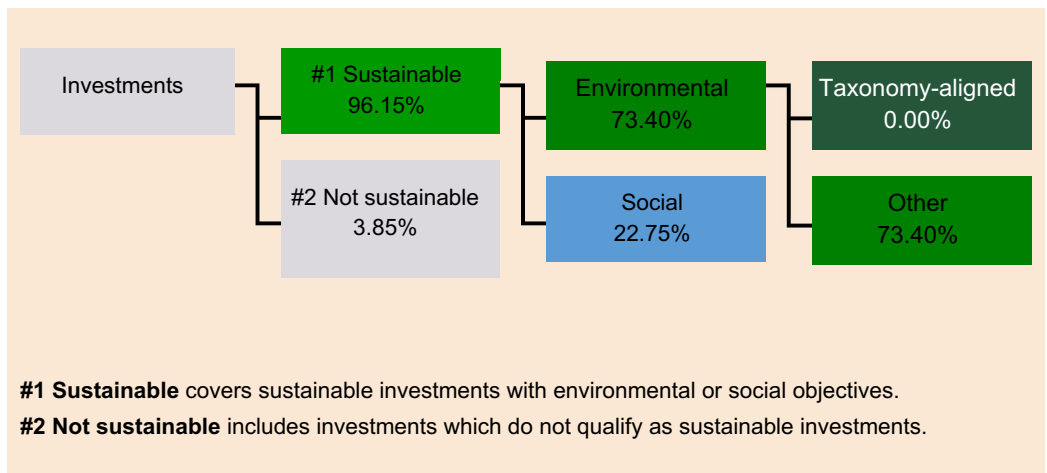 Investments
#1 Sustainable
96.15%
#2 Not sustainable
3.85%
Environmental
73.40%
Social
22.75%
Taxonomy-aligned
0.00%
Other
73.40%
#1 Sustainable covers sustainable investments with environmental or social objectives.
#2 Not sustainable includes investments which do not qualify as sustainable investments.